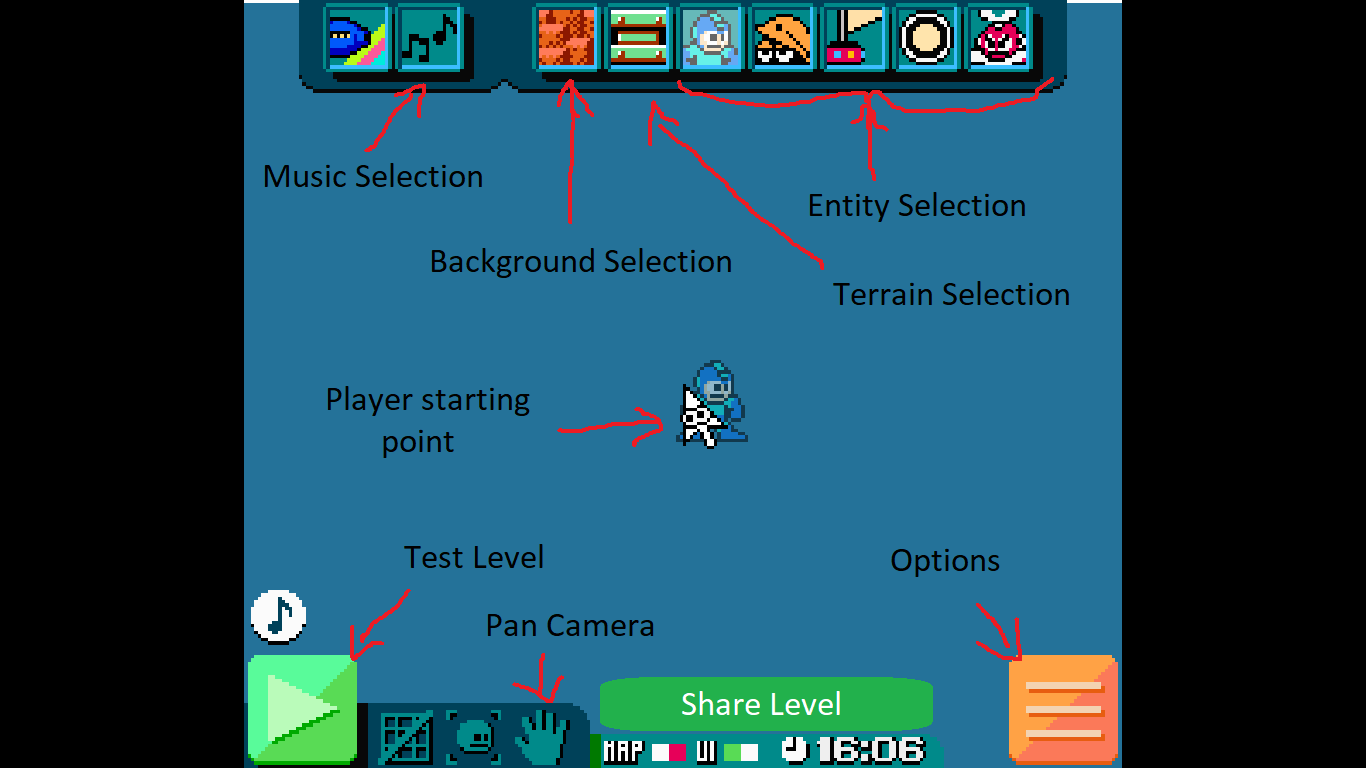 Music Selection
Entity Selection
Background Selection
Terrain Selection
Player starting
point
Test Level
Options
Pan Camera
Share Level
MAP UI 16:06